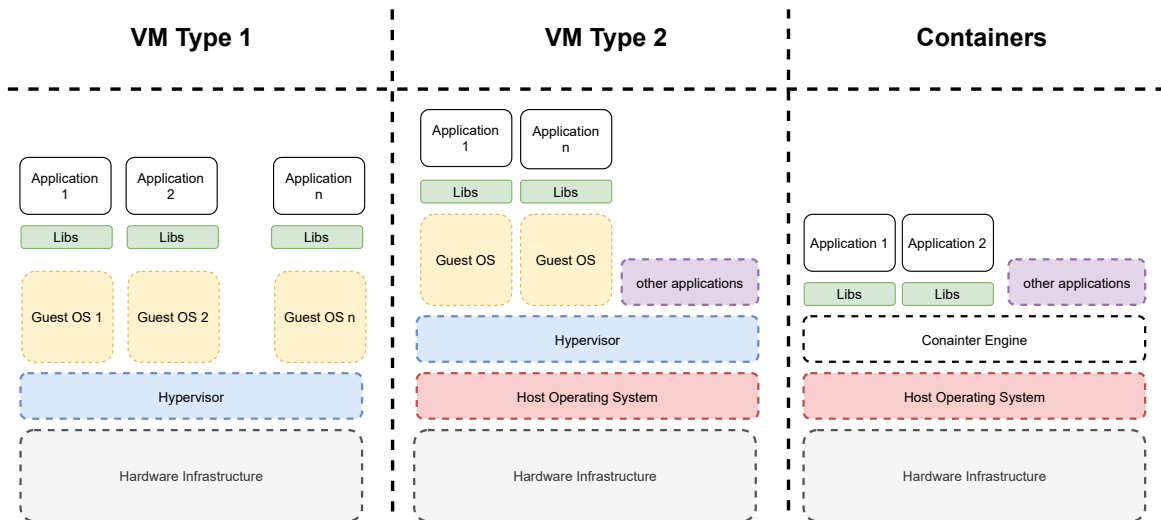 VM Type 1
VM Type 2
Containers
Application
1
Application
2
Application
n
Libs
Libs
Libs
Guest OS 1
Guest OS 2
Guest OS n
Hypervisor
Hardware Infrastructure
Application
1
Application
n
Libs
Libs
Guest OS
Guest OS
other applications
Hypervisor
Host Operating System
Hardware Infrastructure
Application 1
Application 2
other applications
Libs
Libs
Conainter Engine
Host Operating System
Hardware Infrastructure